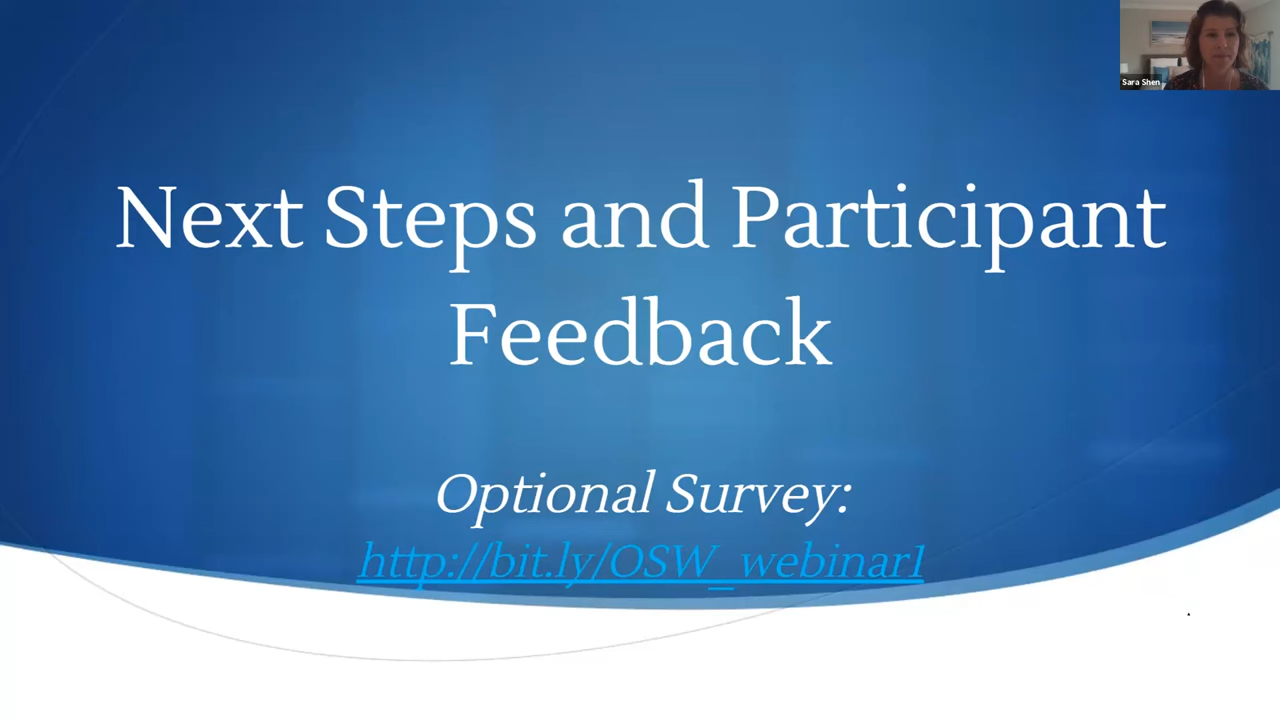 Sara Shen
Next Steps and Participant
Feedback
Optional Survey:
http://bit.ly/OSW_webinar1